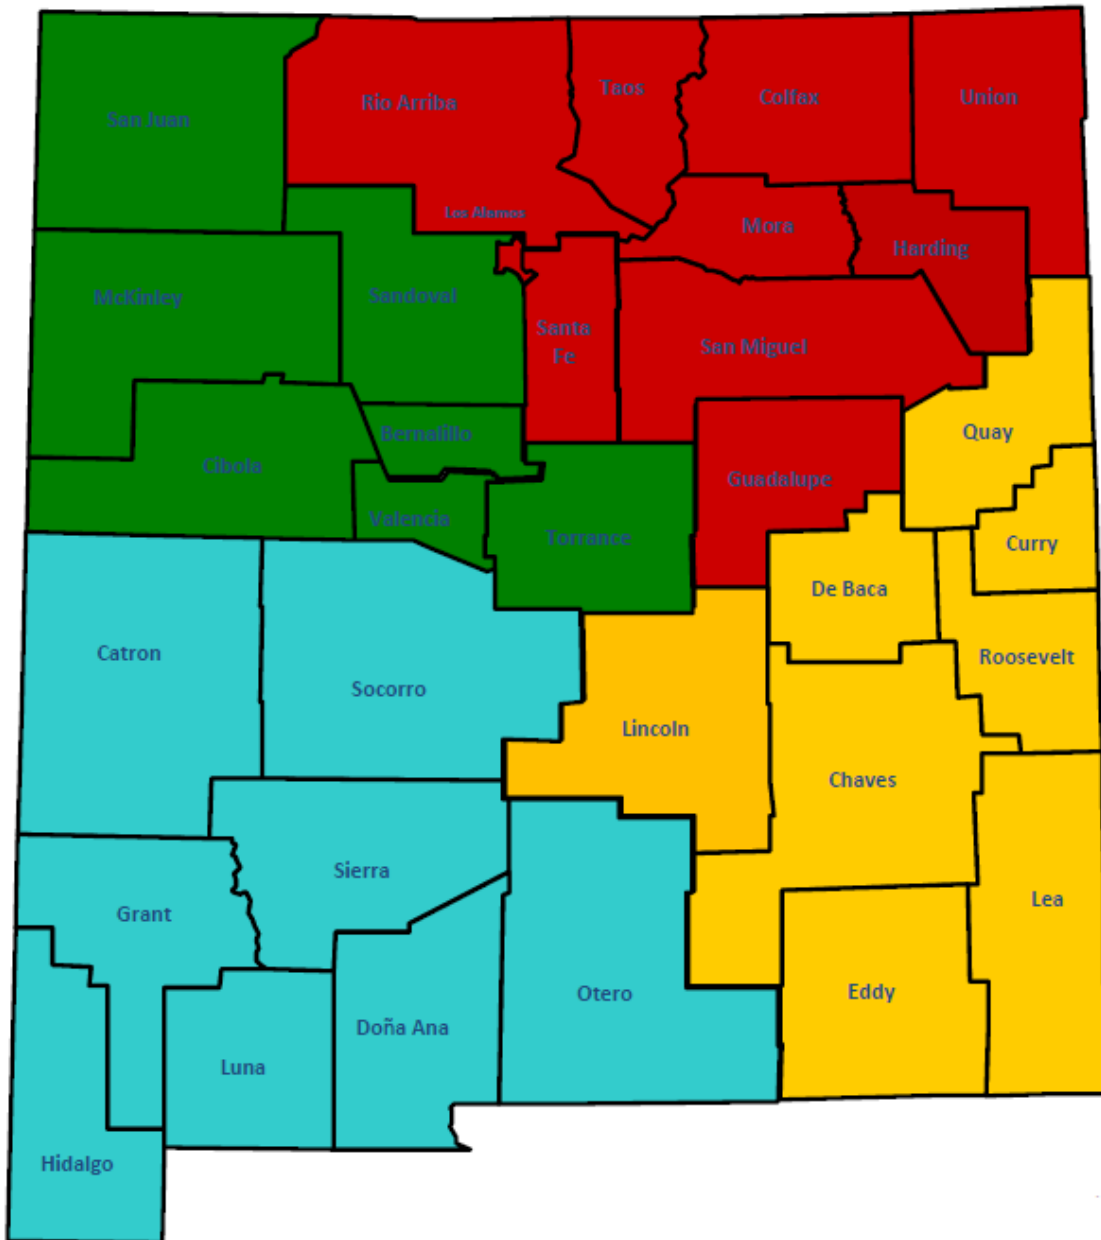 Taos
Colfax
Union
Rio Arriba
San Juan
Los Alamos
Mora
Harding
McKinley
Sandoval
Santa
Fe
San Miguel
Bernalillo
Quay
Cibola
Guadalupe
Valencia
Torrance
Curry
De Baca
Catron
Roosevelt
Socorro
Lincoln
Chaves
Sierra
Lea
Grant
Otero
Eddy
Doña Ana
Luna
Hidalgo